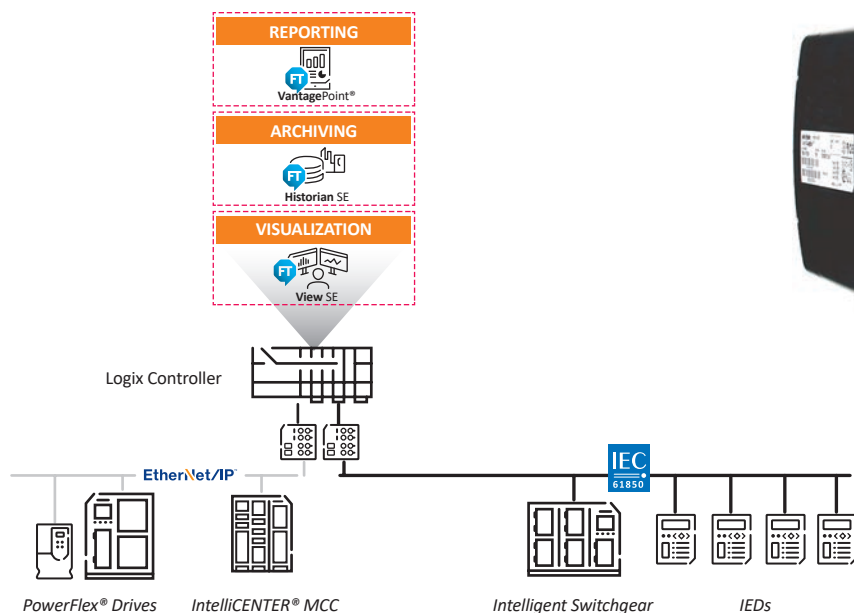 REPORTING
FT
VantagePoint®
ARCHIVING
FT
Historian SE
VISUALIZATION
FT
View SE
Logix Controller
EtherNet/IP™
IEC
61850
PowerFlex® Drives
IntelliCENTER® MCC
Intelligent Switchgear
IEDs